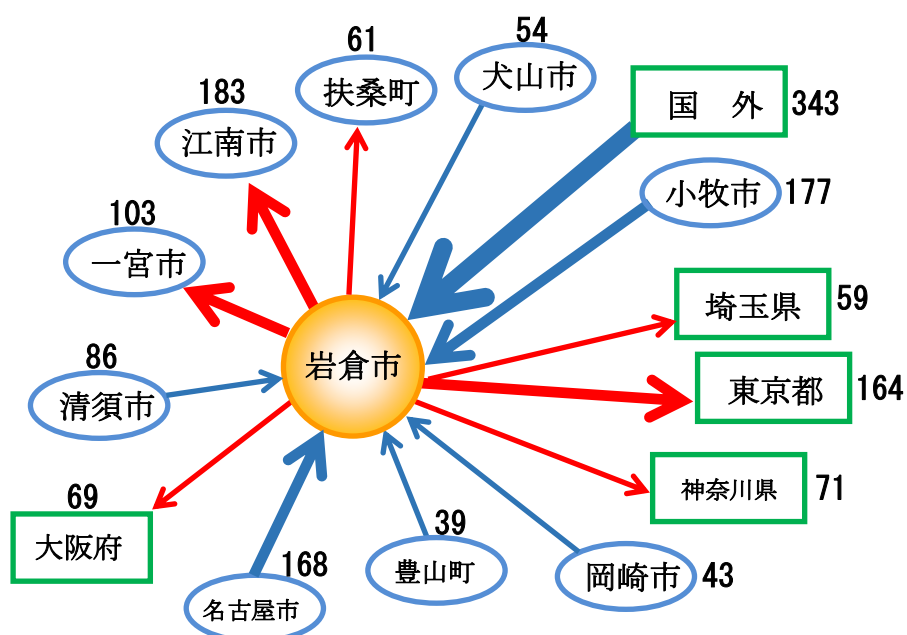 54
犬山市
61
扶桑町
国　外
343
183
江南市
小牧市
177
103
一宮市
埼玉県
59
岩倉市
86
清須市
東京都
164
神奈川県
71
69
大阪府
39
豊山町
168
名古屋市
岡崎市
43